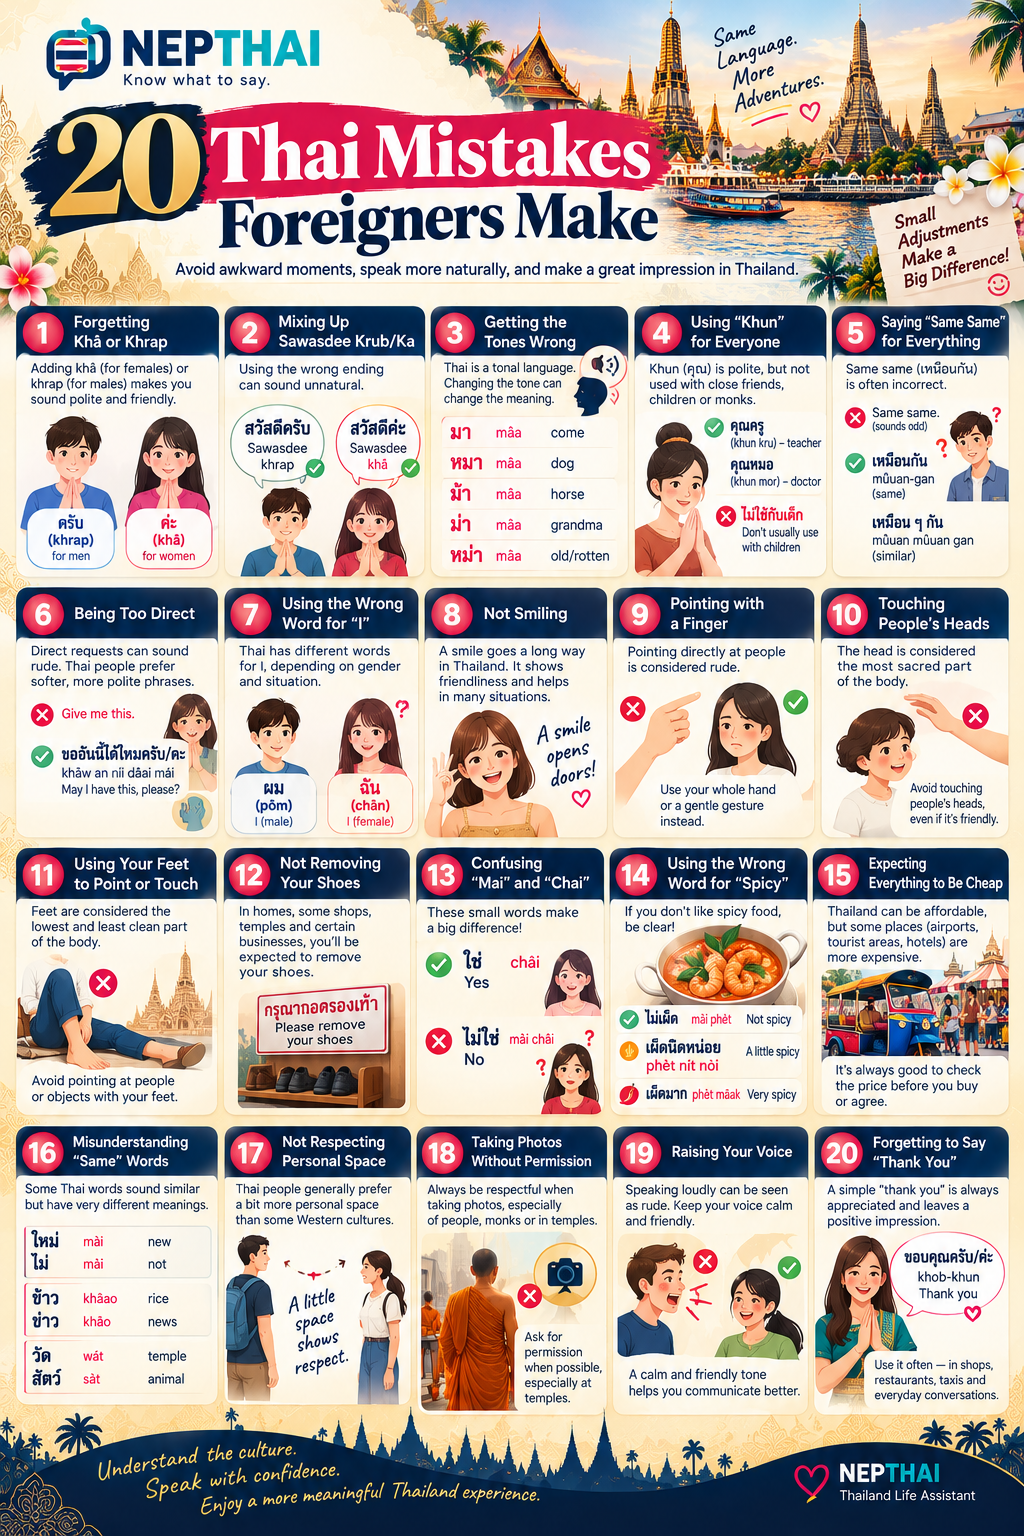 NEPTHAI
Know what to say.
Same
Language.
More
Adventures.
20 Thai Mistakes
Foreigners Make
Avoid awkward moments, speak more naturally, and make a great impression in Thailand.
Small
Adjustments
Make a
Big Difference!
1 Forgetting
Khâ or Khrap
Adding khâ (for females) or
khrap (for males) makes you
sound polite and friendly.
ครับ
(khrap)
for men
ค่ะ
(khâ)
for women
2 Mixing Up
Sawasdee Krub/Ka
Using the wrong ending
can sound unnatural.
สวัสดีครับ
Sawasdee
khrap
สวัสดีค่ะ
Sawasdee
khâ
3 Getting the
Tones Wrong
Thai is a tonal language.
Changing the tone can
change the meaning.
มา mâa come
หมา mâa dog
ม้า mâa horse
ม่า mâa grandma
หม่า mâa old/rotten
4 Using “Khun”
for Everyone
Khun (คุณ) is polite, but not
used with close friends,
children or monks.
คุณครู
(khun kru) – teacher
คุณหมอ
(khun mor) – doctor
ไม่ใช้กับเด็ก
Don't usually use
with children
5 Saying “Same Same”
for Everything
Same same (เหมือนกัน)
is often incorrect.
Same same.
(sounds odd)
เหมือนกัน
mûuan-gan
(same)
เหมือน ๆ กัน
mûuan mûuan gan
(similar)
6 Being Too Direct
Direct requests can sound
rude. Thai people prefer
softer, more polite phrases.
Give me this.
ขออันนี้ได้ไหมครับ/คะ
khăw an níi dâai mái
May I have this, please?
7 Using the Wrong
Word for “I”
Thai has different words
for I, depending on gender
and situation.
ผม
(pǒm)
I (male)
ฉัน
(chăn)
I (female)
8 Not Smiling
A smile goes a long way
in Thailand. It shows
friendliness and helps
in many situations.
A smile
opens
doors!
9 Pointing with
a Finger
Pointing directly at people
is considered rude.
Use your whole hand
or a gentle gesture
instead.
10 Touching
People's Heads
The head is considered
the most sacred part
of the body.
Avoid touching
people's heads,
even if it's friendly.
11 Using Your Feet
to Point or Touch
Feet are considered the
lowest and least clean part
of the body.
Avoid pointing at people
or objects with your feet.
12 Not Removing
Your Shoes
In homes, some shops,
temples and certain
businesses, you'll be
expected to remove
your shoes.
กรุณาถอดรองเท้า
Please remove
your shoes
13 Confusing
“Mai” and “Chai”
These small words make
a big difference!
ใช่ châi
Yes
ไม่ใช่ mài châi
No
14 Using the Wrong
Word for “Spicy”
If you don't like spicy food,
be clear!
ไม่เผ็ด mâi phèt Not spicy
เผ็ดนิดหน่อย A little spicy
phèt nít nòi
เผ็ดมาก phèt mâak Very spicy
15 Expecting
Everything to Be Cheap
Thailand can be affordable,
but some places (airports,
tourist areas, hotels) are
more expensive.
It's always good to check
the price before you buy
or agree.
16 Misunderstanding
“Same” Words
Some Thai words sound similar
but have very different meanings.
ใหม่ mài new
ไม่ mài not
ข้าว khâao rice
ข่าว khāo news
วัด wát temple
สัตว์ sàt animal
17 Not Respecting
Personal Space
Thai people generally prefer
a bit more personal space
than some Western cultures.
A little
space
shows
respect.
18 Taking Photos
Without Permission
Always be respectful when
taking photos, especially
of people, monks or in temples.
Ask for
permission
when possible,
especially at
temples.
19 Raising Your Voice
Speaking loudly can be seen
as rude. Keep your voice calm
and friendly.
A calm and friendly tone
helps you communicate better.
20 Forgetting to Say
“Thank You”
A simple “thank you” is always
appreciated and leaves a
positive impression.
ขอบคุณครับ/ค่ะ
khob-khun
Thank you
Use it often — in shops,
restaurants, taxis and
everyday conversations.
Understand the culture.
Speak with confidence.
Enjoy a more meaningful Thailand experience.
NEPTHAI
Thailand Life Assistant